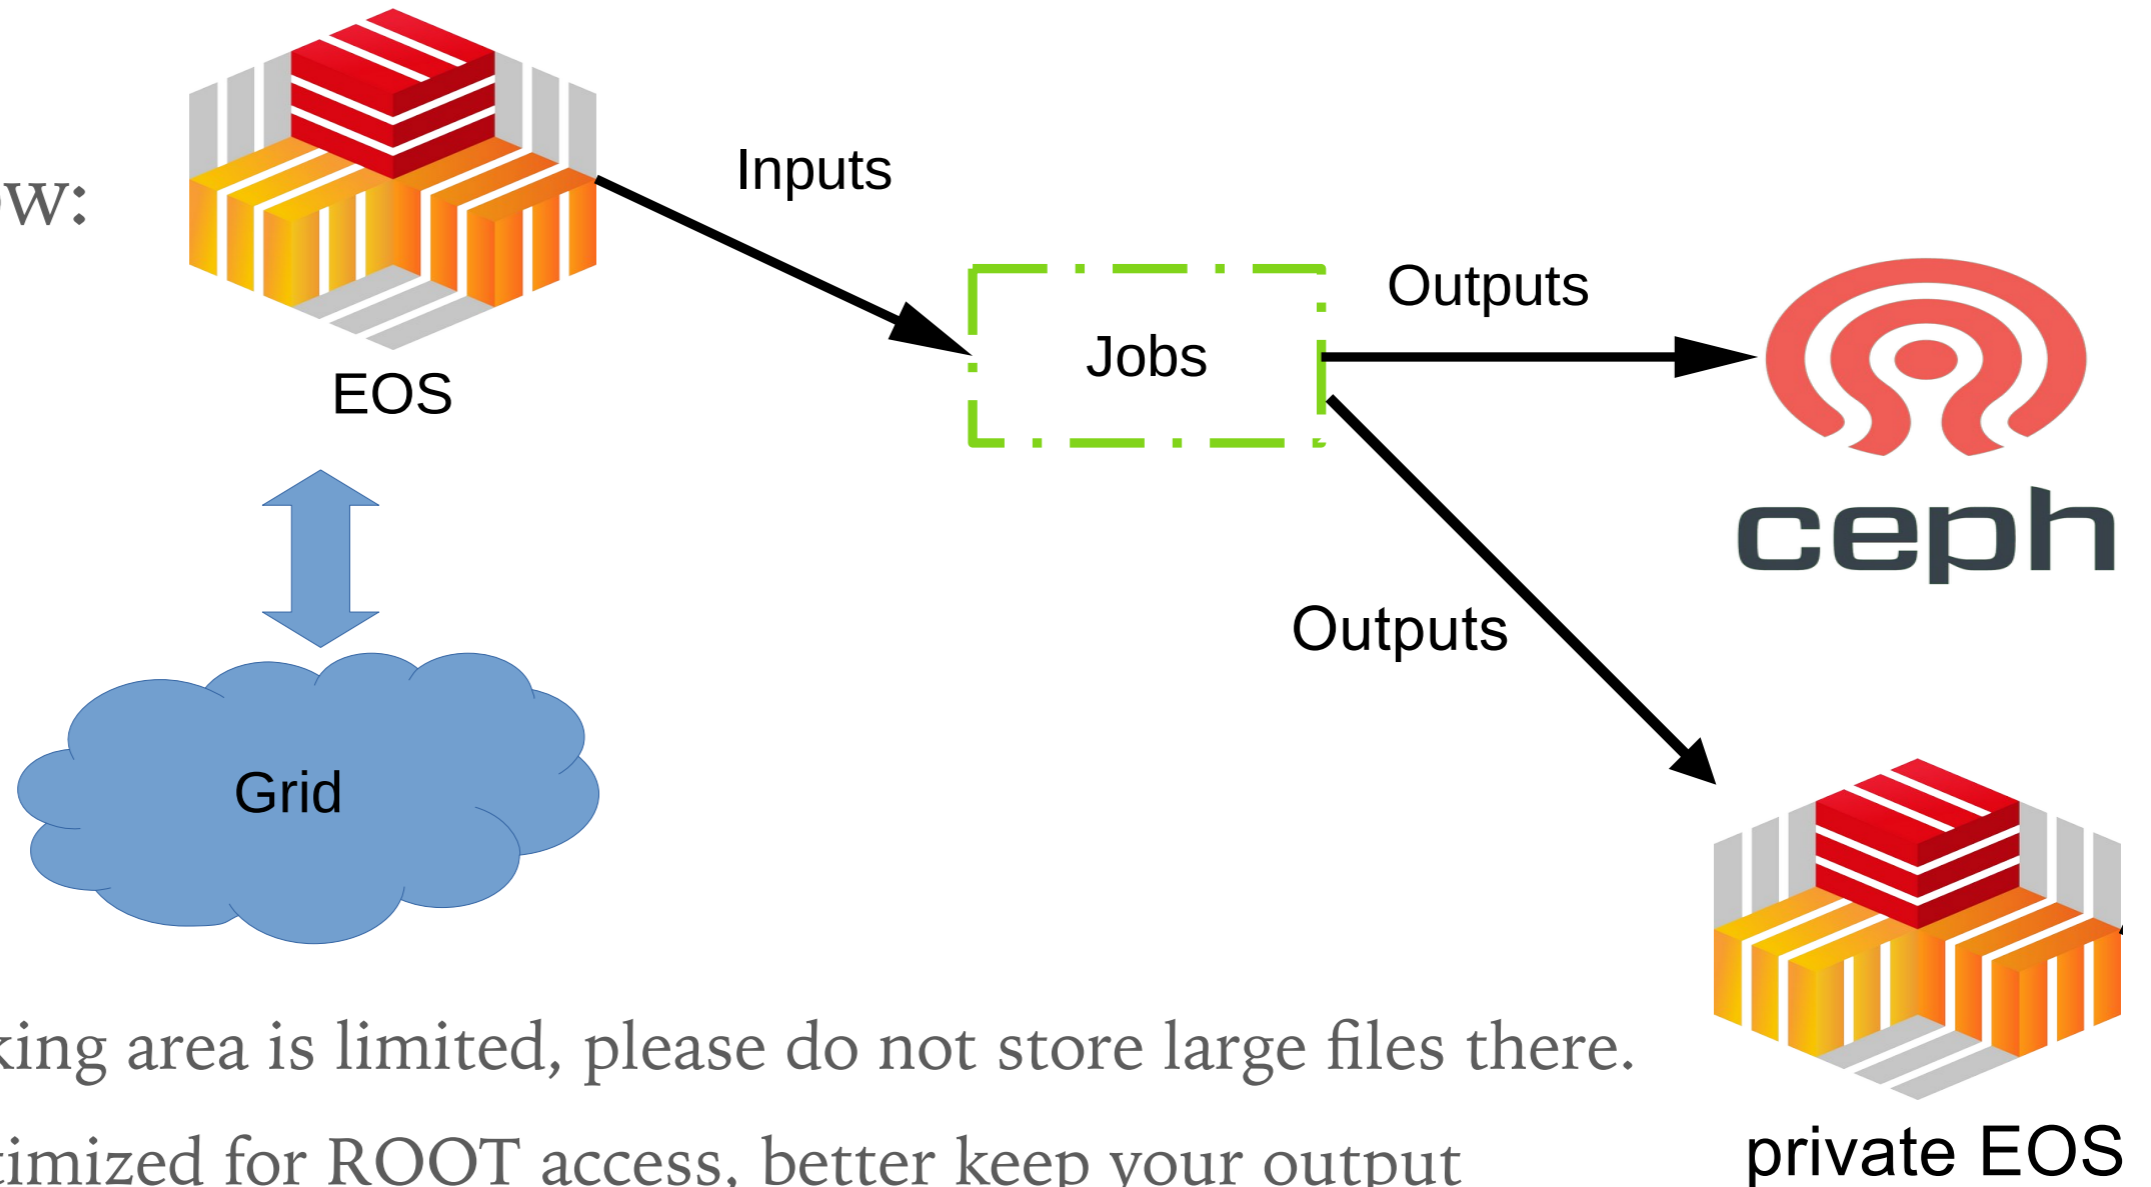 Inputs
ow:
Outputs
Jobs
EOS
ceph
Outputs
Grid
king area is limited, please do not store large files there.
timized for ROOT access, better keep your output
private EOS